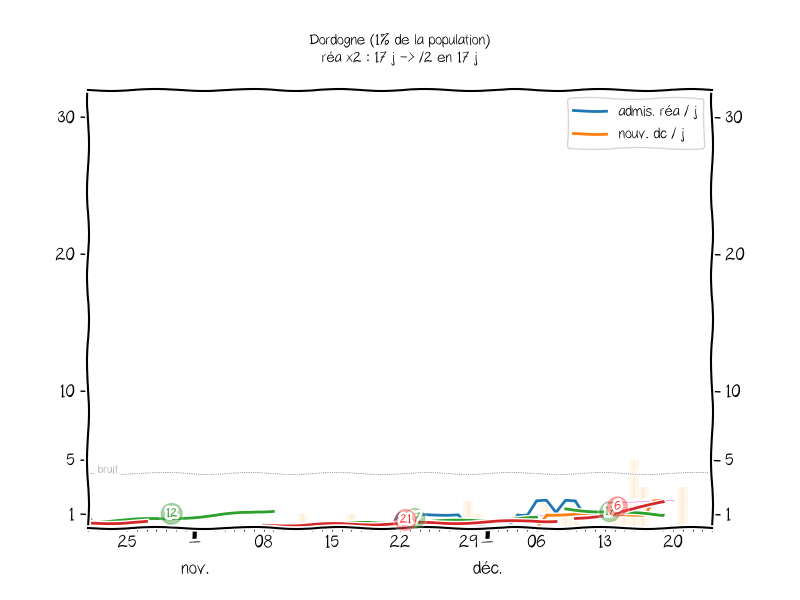 Dordogne (1% de la population)
réa x2 : 17 j -> /2 en 17 j
admis. réa / j
nouv. dc / j
30 30
20 20
10 10
5 5
bruit
1 1
12
21
6
25 08 15 22 29 06 13 20
nov. déc.